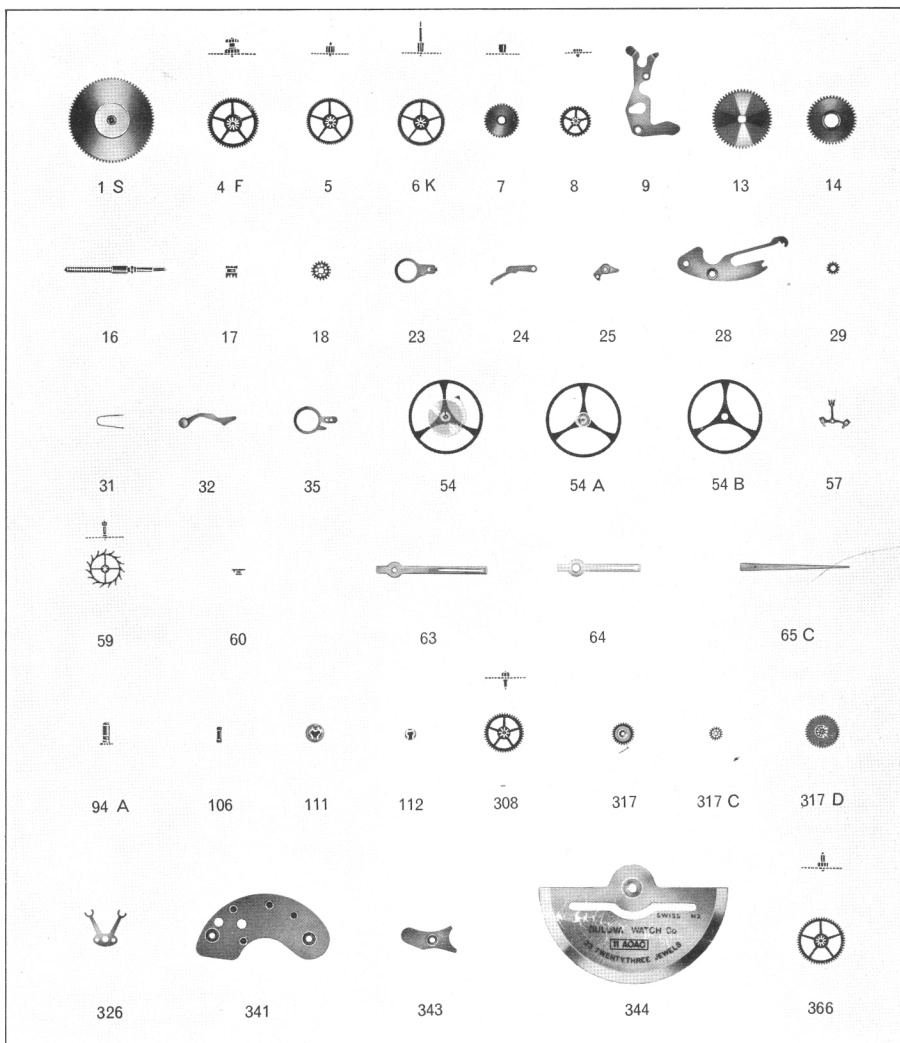 1 S 4 F 5 6 K 7 8 9 13 14
16 17 18 23 24 25 28 29
31 32 35 54 54 A 54 B 57
59 60 63 64 65 C
94 A 106 111 112 308 317 317 C 317 D
SWISS N2
BULOVA WATCH Co
11 AOAC
23 TWENTYTHREE JEWELS
326 341 343 344 366